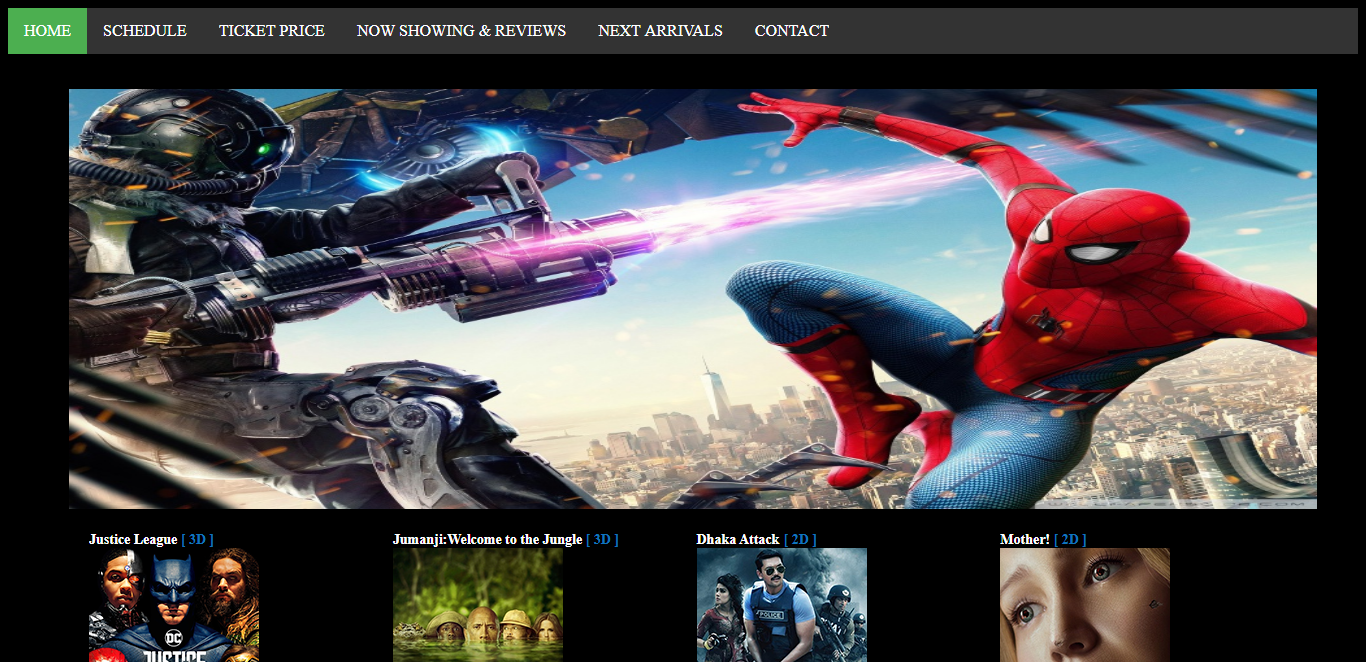 HOME SCHEDULE TICKET PRICE NOW SHOWING & REVIEWS NEXT ARRIVALS CONTACT
Justice League [ 3D ] Jumanji:Welcome to the Jungle [ 3D ] Dhaka Attack [ 2D ] Mother! [ 2D ]
POLICE
DC
JUSTICE